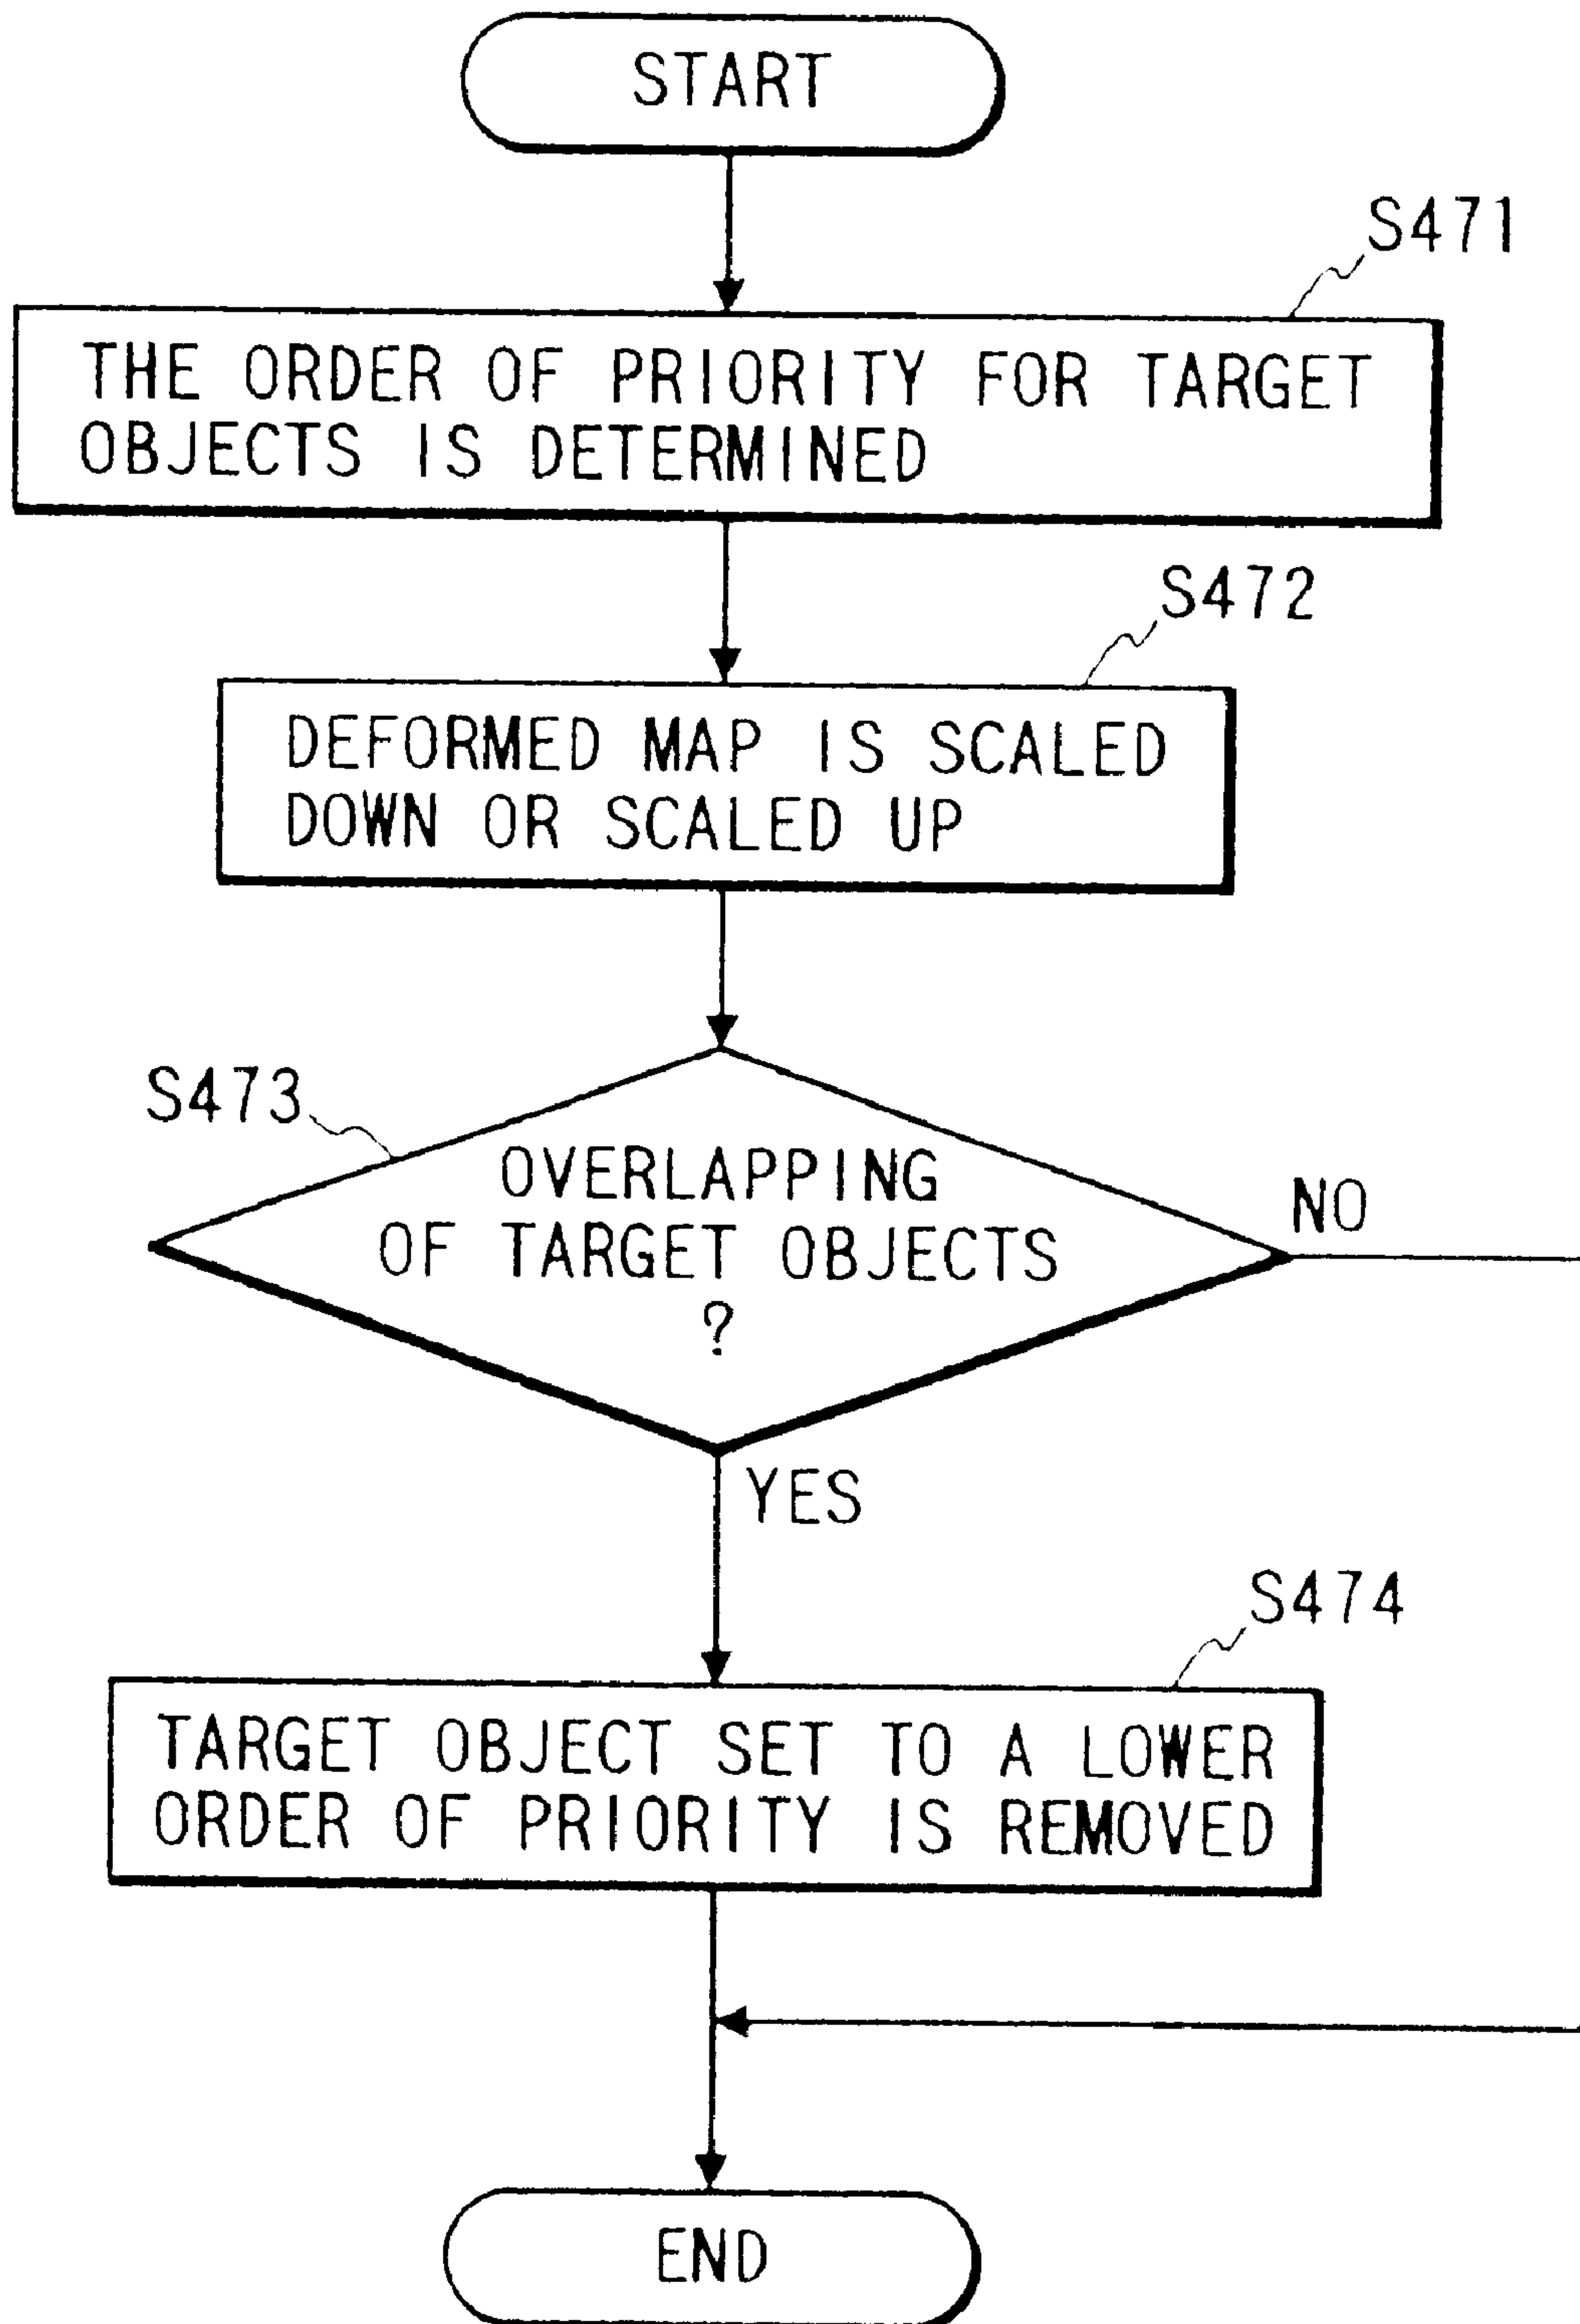 START
S471
THE ORDER OF PRIORITY FOR TARGET
OBJECTS IS DETERMINED
S472
DEFORMED MAP IS SCALED
DOWN OR SCALED UP
S473
OVERLAPPING
OF TARGET OBJECTS
?
NO
YES
S474
TARGET OBJECT SET TO A LOWER
ORDER OF PRIORITY IS REMOVED
END